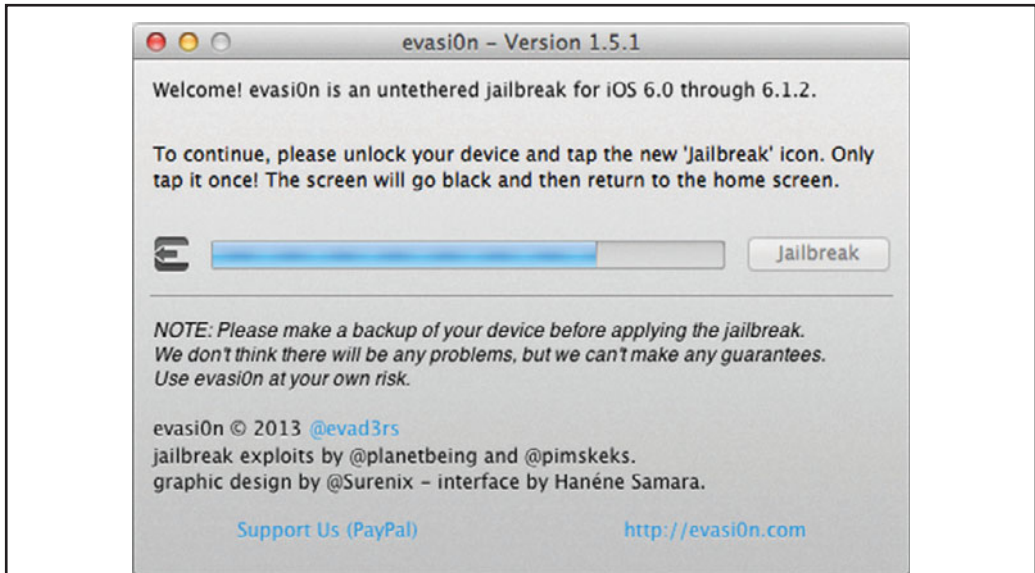 evasi0n – Version 1.5.1
Welcome! evasi0n is an untethered jailbreak for iOS 6.0 through 6.1.2.
To continue, please unlock your device and tap the new 'Jailbreak' icon. Only
tap it once! The screen will go black and then return to the home screen.
Jailbreak
NOTE: Please make a backup of your device before applying the jailbreak.
We don't think there will be any problems, but we can't make any guarantees.
Use evasi0n at your own risk.
evasi0n © 2013 @evad3rs
jailbreak exploits by @planetbeing and @pimskeks.
graphic design by @Surenix – interface by Hanéne Samara.
Support Us (PayPal) http://evasi0n.com